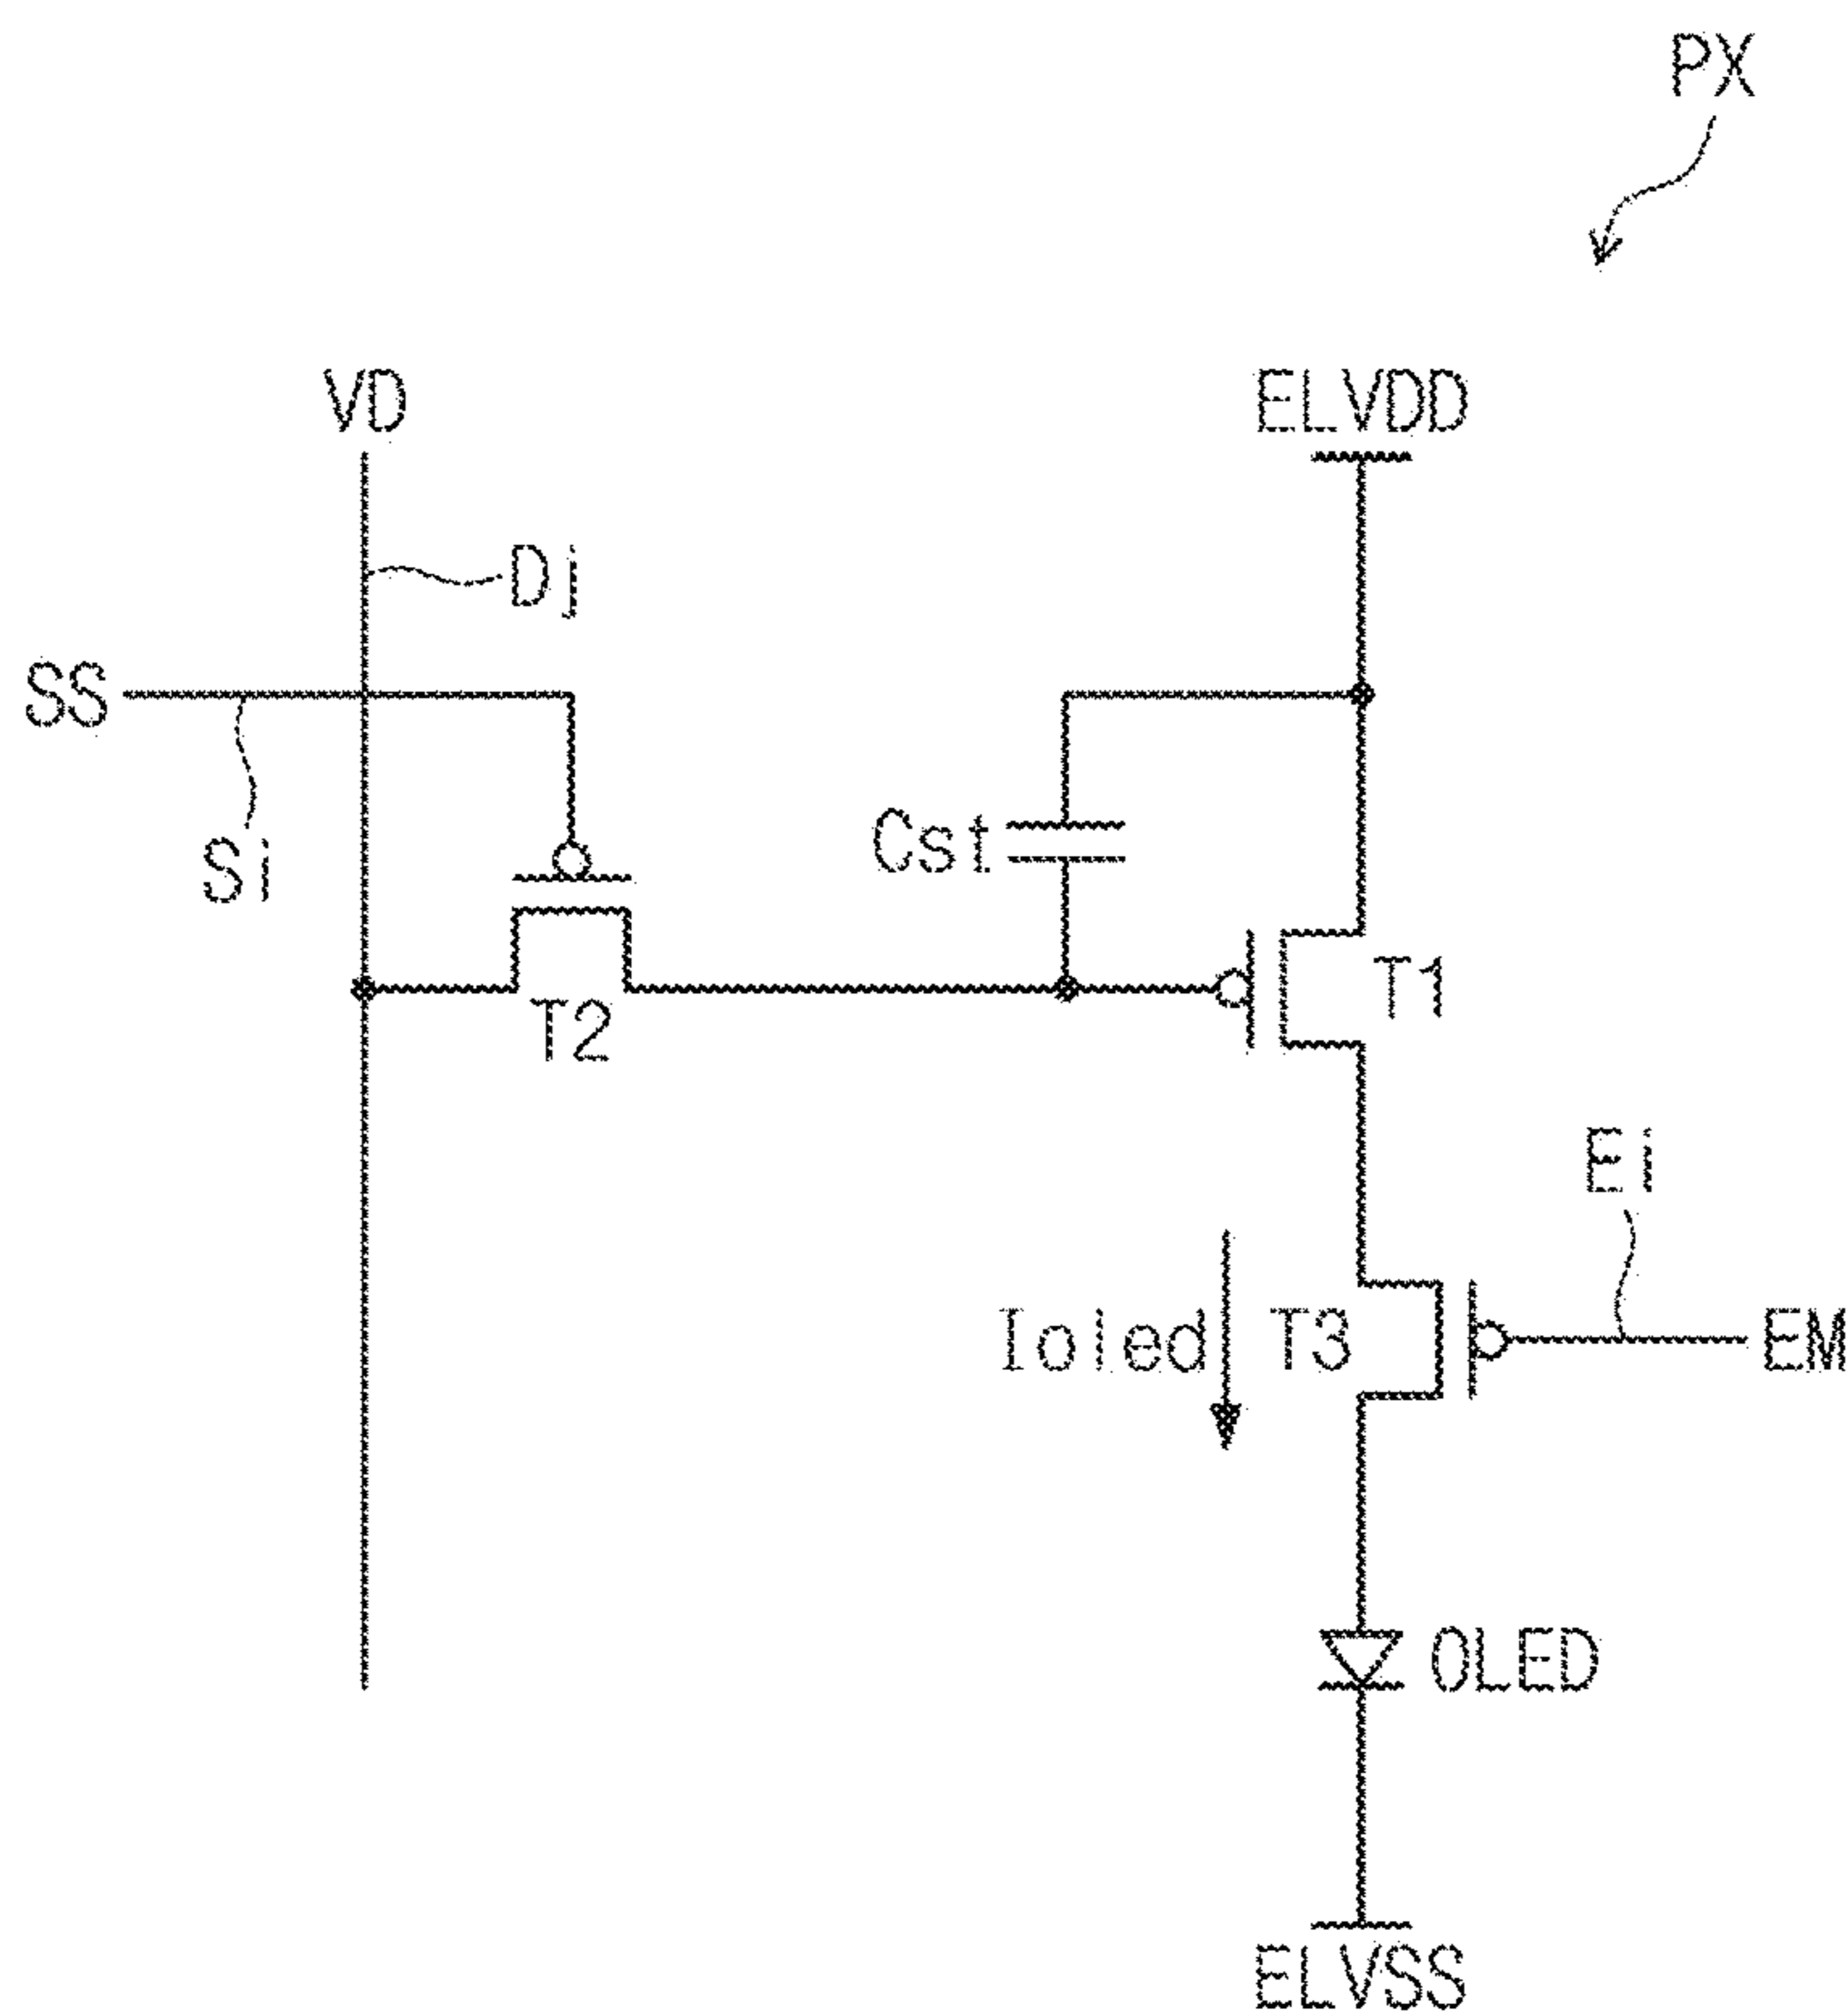 PX
VD
ELVDD
Dj
SS
Si
Cst
T1
T2
Ei
Ioled
T3
EM
OLED
ELVSS